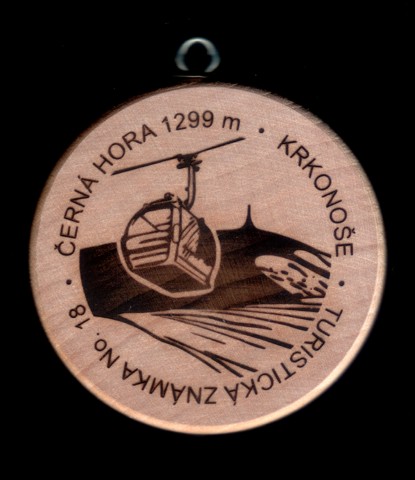 ČERNÁ HORA 1299 m • KRKONOŠE •
TURISTICKÁ ZNÁMKA No. 18 •